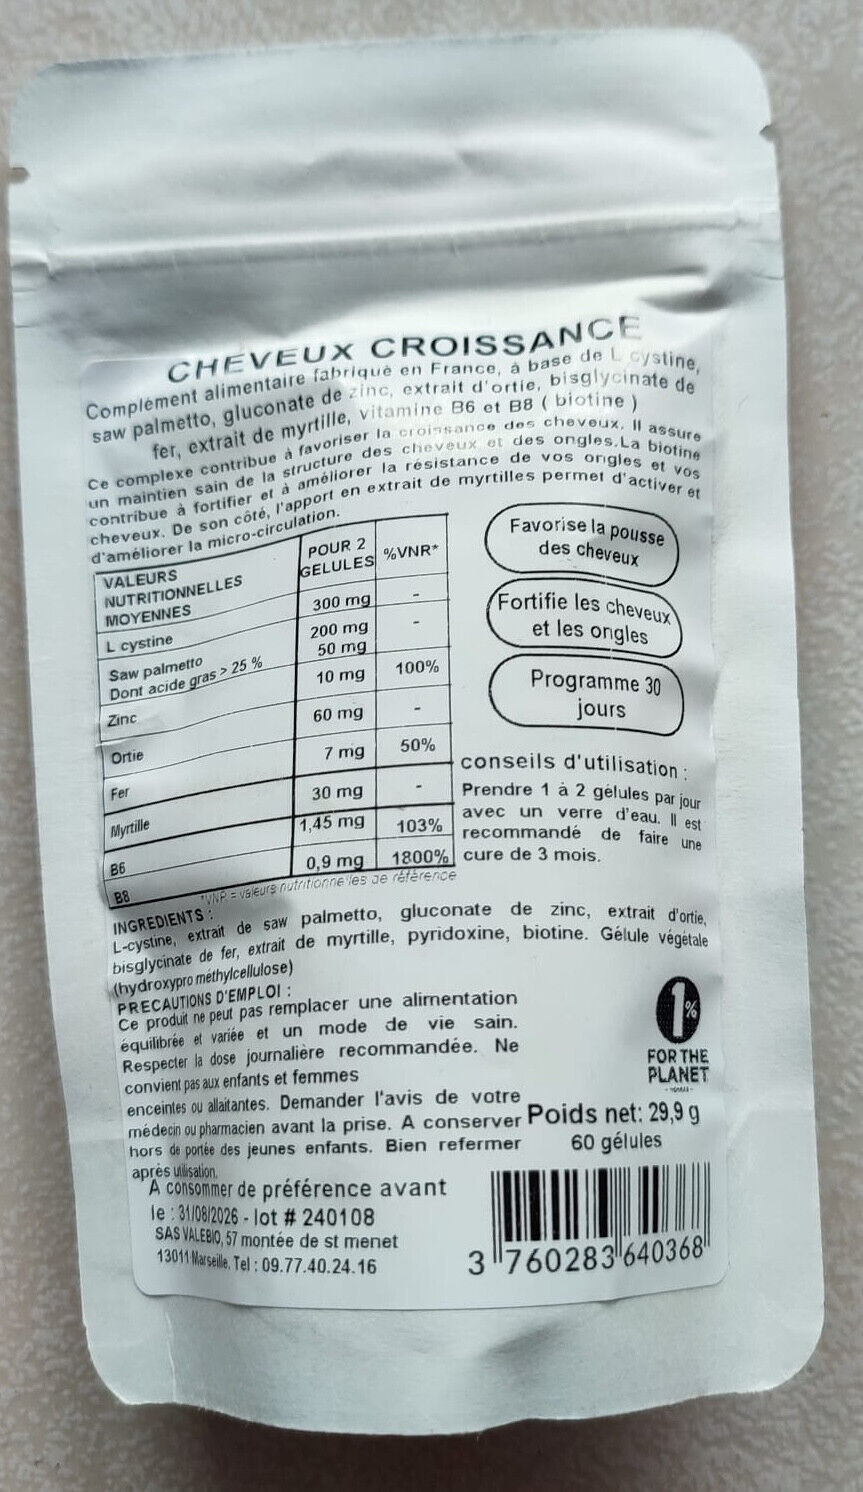 CHEVEUX CROISSANCE
Complément alimentaire fabriqué en France, à base de L cystine,
saw palmetto, gluconate de zinc, extrait d'ortie, bisglycinate de
fer, extrait de myrtille, vitamine B6 et B8 ( biotine )
Ce complexe contribue à favoriser la croissance des cheveux. Il assure
un maintien sain de la structure des cheveux et des ongles.La biotine
contribue à fortifier et à améliorer la résistance de vos ongles et vos
cheveux. De son côté, l'apport en extrait de myrtilles permet d'activer et
d'améliorer la micro-circulation.
VALEURS NUTRITIONNELLES MOYENNES POUR 2 GELULES %VNR*
L cystine 300 mg -
Saw palmetto 200 mg -
Dont acide gras > 25 % 50 mg
Zinc 10 mg 100%
Ortie 60 mg -
Fer 7 mg 50%
Myrtille 30 mg -
B6 1,45 mg 103%
B8 0,9 mg 1800%
*VNR = valeurs nutritionnelles de référence
Favorise la pousse
des cheveux
Fortifie les cheveux
et les ongles
Programme 30
jours
conseils d'utilisation :
Prendre 1 à 2 gélules par jour
avec un verre d'eau. Il est
recommandé de faire une
cure de 3 mois.
INGREDIENTS :
L-cystine, extrait de saw palmetto, gluconate de zinc, extrait d'ortie,
bisglycinate de fer, extrait de myrtille, pyridoxine, biotine. Gélule végétale
(hydroxypro méthylcellulose)
PRECAUTIONS D'EMPLOI :
Ce produit ne peut pas remplacer une alimentation
équilibrée et variée et un mode de vie sain.
Respecter la dose journalière recommandée. Ne
convient pas aux enfants et femmes
enceintes ou allaitantes. Demander l'avis de votre
médecin ou pharmacien avant la prise. A conserver
hors de portée des jeunes enfants. Bien refermer
après utilisation.
A consommer de préférence avant
le : 31/08/2026 - lot # 240108
SAS VALEBIO, 57 montée de st menet
13011 Marseille. Tel : 09.77.40.24.16
1%
FOR THE
PLANET
Poids net: 29,9 g
60 gélules
3 760283 640368